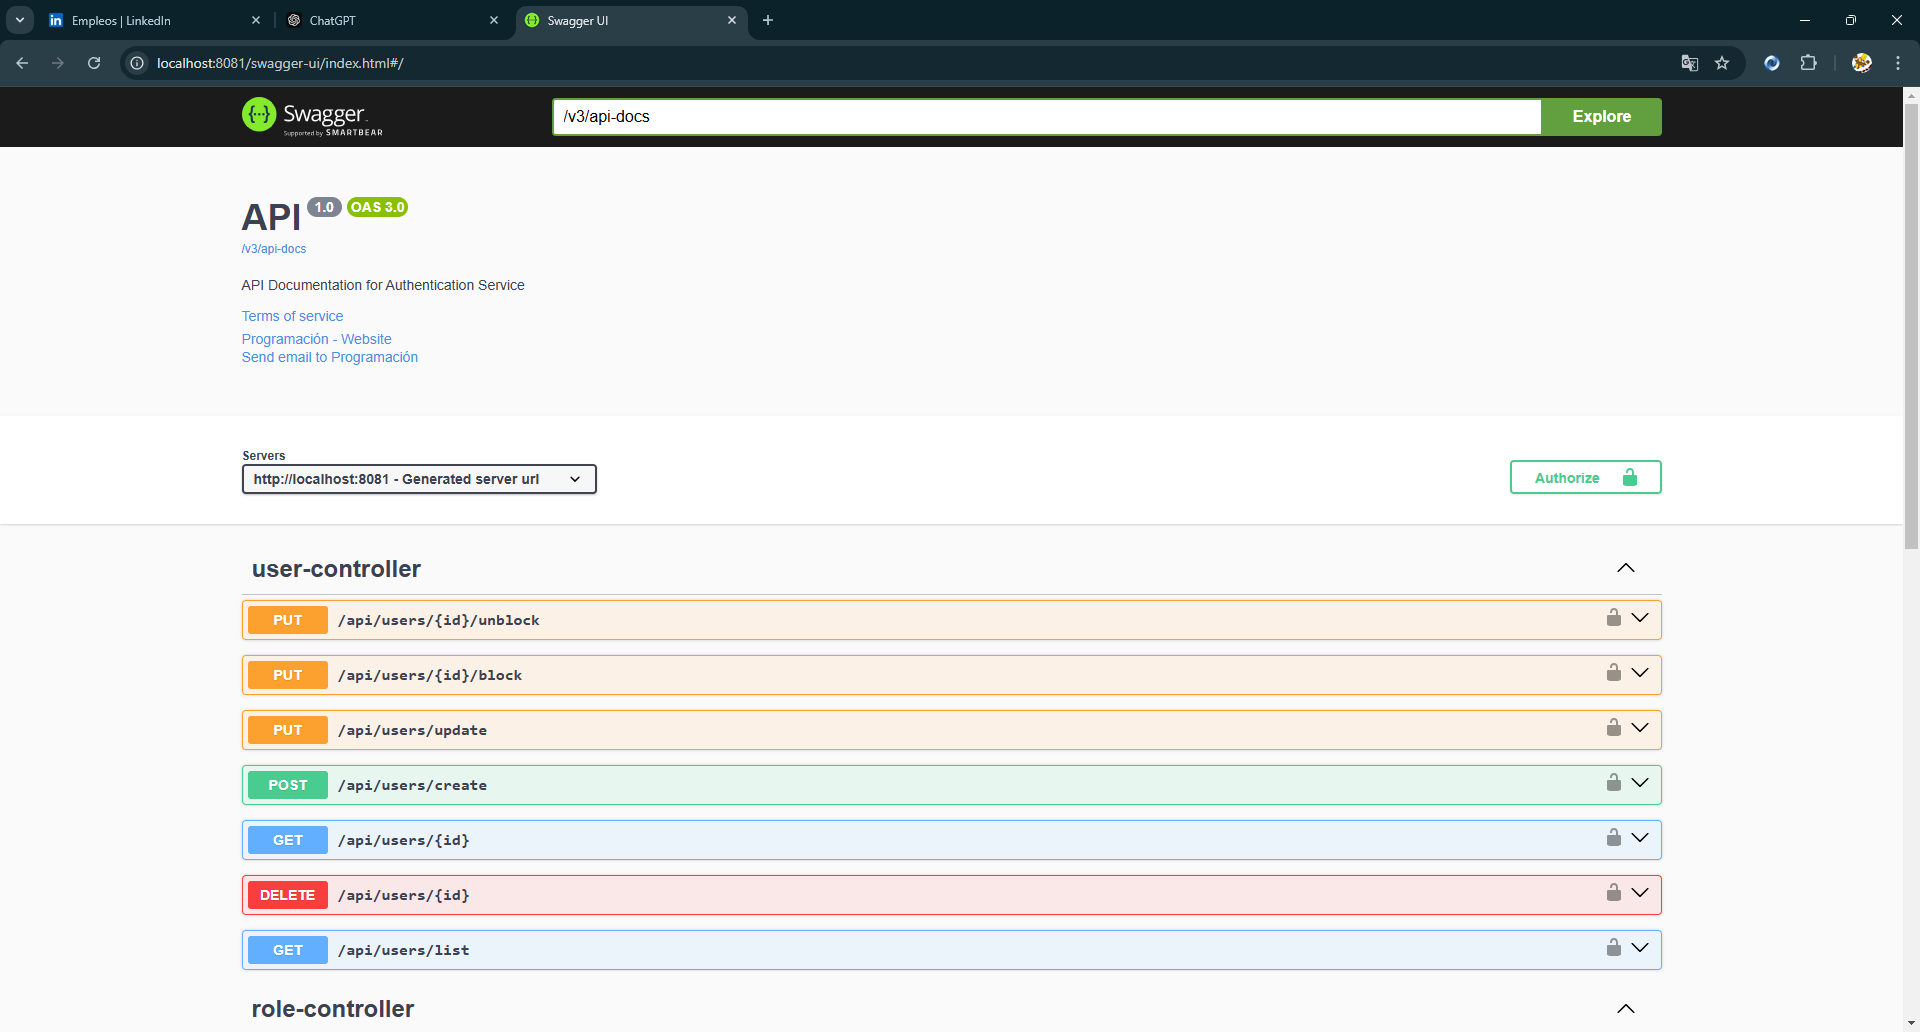 Empleos | LinkedIn
ChatGPT
Swagger UI
localhost:8081/swagger-ui/index.html#/
Swagger
Supported by SMARTBEAR
/v3/api-docs
Explore
API 1.0 OAS 3.0
/v3/api-docs
API Documentation for Authentication Service
Terms of service
Programación - Website
Send email to Programación
Servers
http://localhost:8081 - Generated server url
Authorize
user-controller
PUT /api/users/{id}/unblock
PUT /api/users/{id}/block
PUT /api/users/update
POST /api/users/create
GET /api/users/{id}
DELETE /api/users/{id}
GET /api/users/list
role-controller